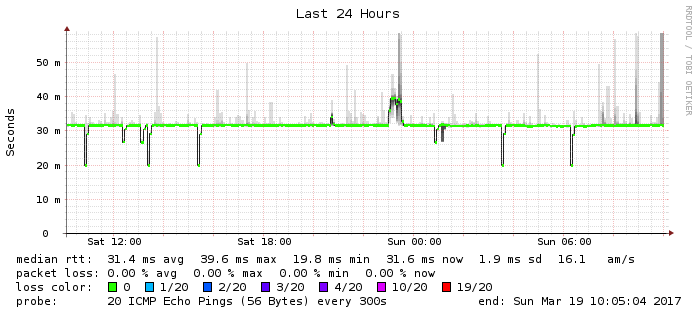 Last 24 Hours
RRDTOOL / TOBI OETIKER
Seconds
50 m
40 m
30 m
20 m
10 m
0
Sat 12:00 Sat 18:00 Sun 00:00 Sun 06:00
median rtt: 31.4 ms avg 39.6 ms max 19.8 ms min 31.6 ms now 1.9 ms sd 16.1 am/s
packet loss: 0.00 % avg 0.00 % max 0.00 % min 0.00 % now
loss color: 0 1/20 2/20 3/20 4/20 10/20 19/20
probe: 20 ICMP Echo Pings (56 Bytes) every 300s end: Sun Mar 19 10:05:04 2017